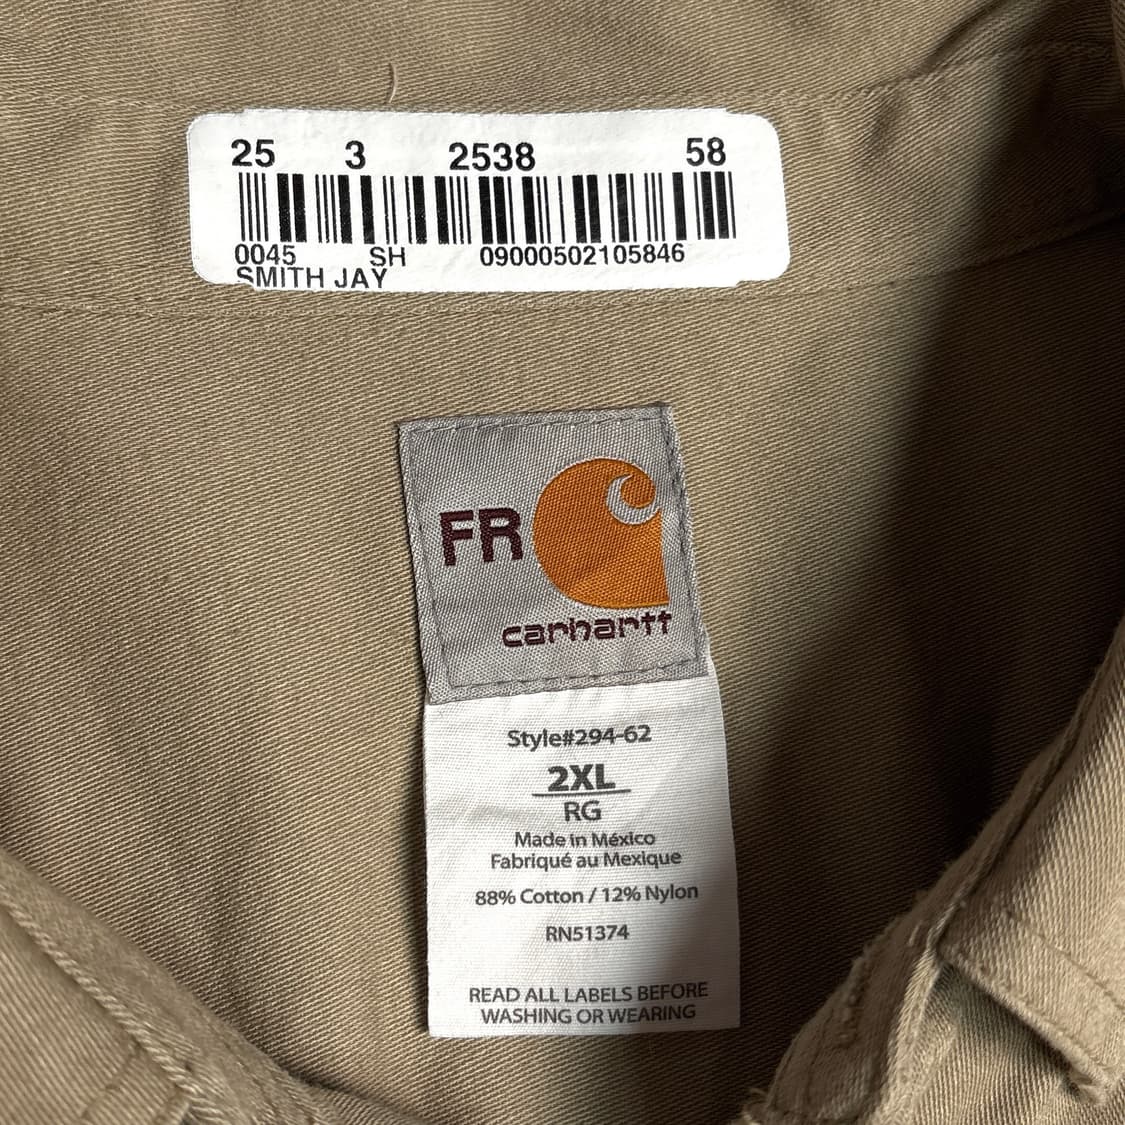 25 3 2538 58
0045 SH 09000502105846
SMITH JAY
FR
carhartt
Style#294-62
2XL
RG
Made in México
Fabriqué au Mexique
88% Cotton / 12% Nylon
RN51374
READ ALL LABELS BEFORE
WASHING OR WEARING